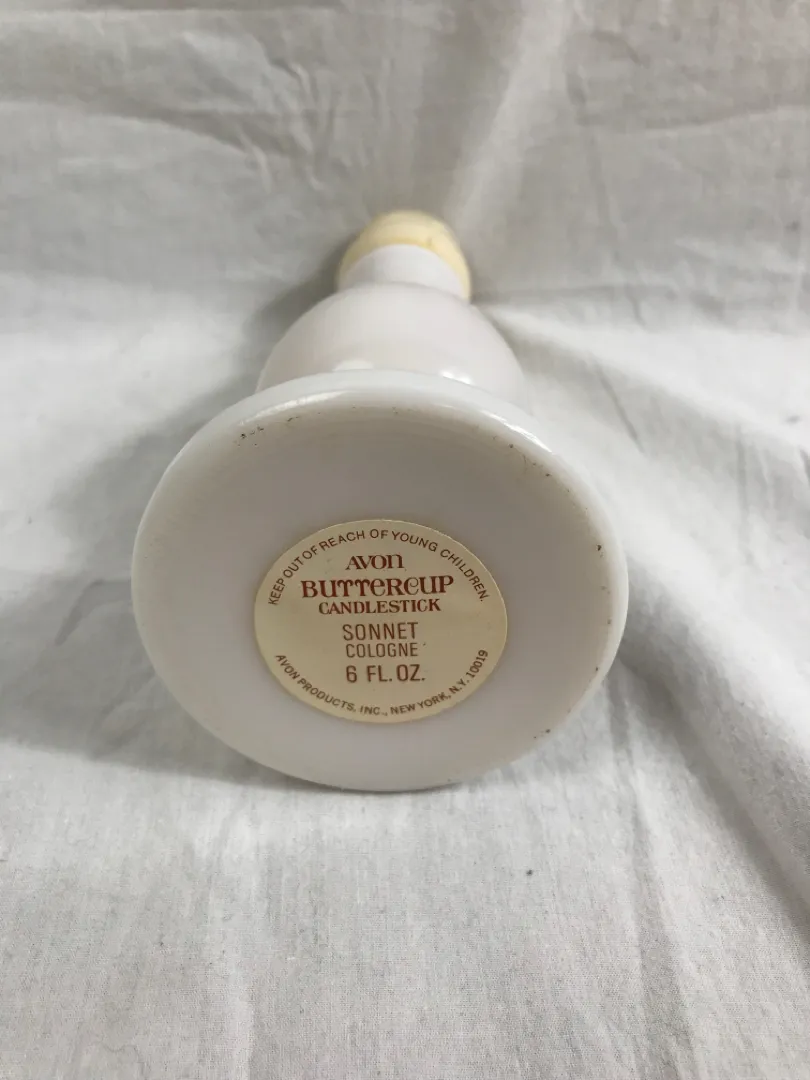 KEEP OUT OF REACH OF YOUNG CHILDREN.
AVON
BUTTERCUP
CANDLESTICK
SONNET
COLOGNE
6 FL. OZ.
AVON PRODUCTS, INC., NEW YORK, N.Y. 10019